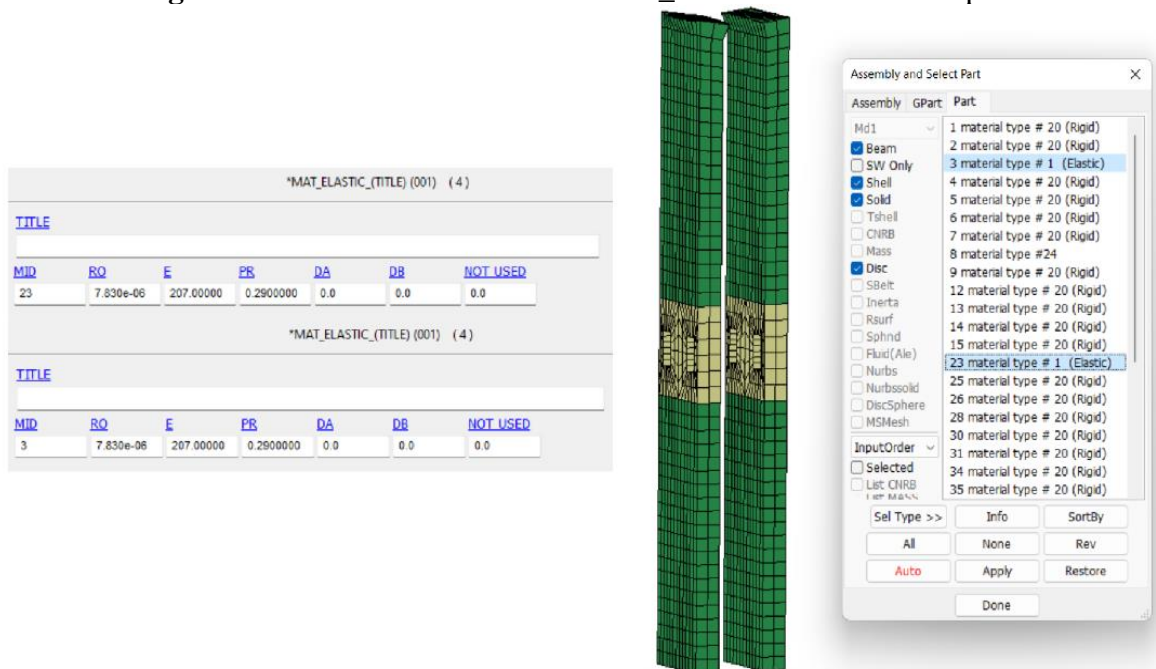 *MAT_ELASTIC_(TITLE) (001) (4)
TITLE
MID RO E PR DA DB NOT USED
23 7.830e-06 207.00000 0.2900000 0.0 0.0 0.0
*MAT_ELASTIC_(TITLE) (001) (4)
TITLE
MID RO E PR DA DB NOT USED
3 7.830e-06 207.00000 0.2900000 0.0 0.0 0.0
Assembly and Select Part
Assembly GPart Part
Md1
Beam
SW Only
Shell
Solid
Tshell
CNRB
Mass
Disc
SBelt
Inerta
Rsurf
Sphnd
Fluid(Ale)
Nurbs
Nurbssolid
DiscSphere
MSMesh
InputOrder
Selected
List CNRB
List MASS
1 material type # 20 (Rigid)
2 material type # 20 (Rigid)
3 material type # 1 (Elastic)
4 material type # 20 (Rigid)
5 material type # 20 (Rigid)
6 material type # 20 (Rigid)
7 material type # 20 (Rigid)
8 material type #24
9 material type # 20 (Rigid)
12 material type # 20 (Rigid)
13 material type # 20 (Rigid)
14 material type # 20 (Rigid)
15 material type # 20 (Rigid)
23 material type # 1 (Elastic)
25 material type # 20 (Rigid)
26 material type # 20 (Rigid)
28 material type # 20 (Rigid)
30 material type # 20 (Rigid)
31 material type # 20 (Rigid)
34 material type # 20 (Rigid)
35 material type # 20 (Rigid)
Sel Type >> Info SortBy
All None Rev
Auto Apply Restore
Done